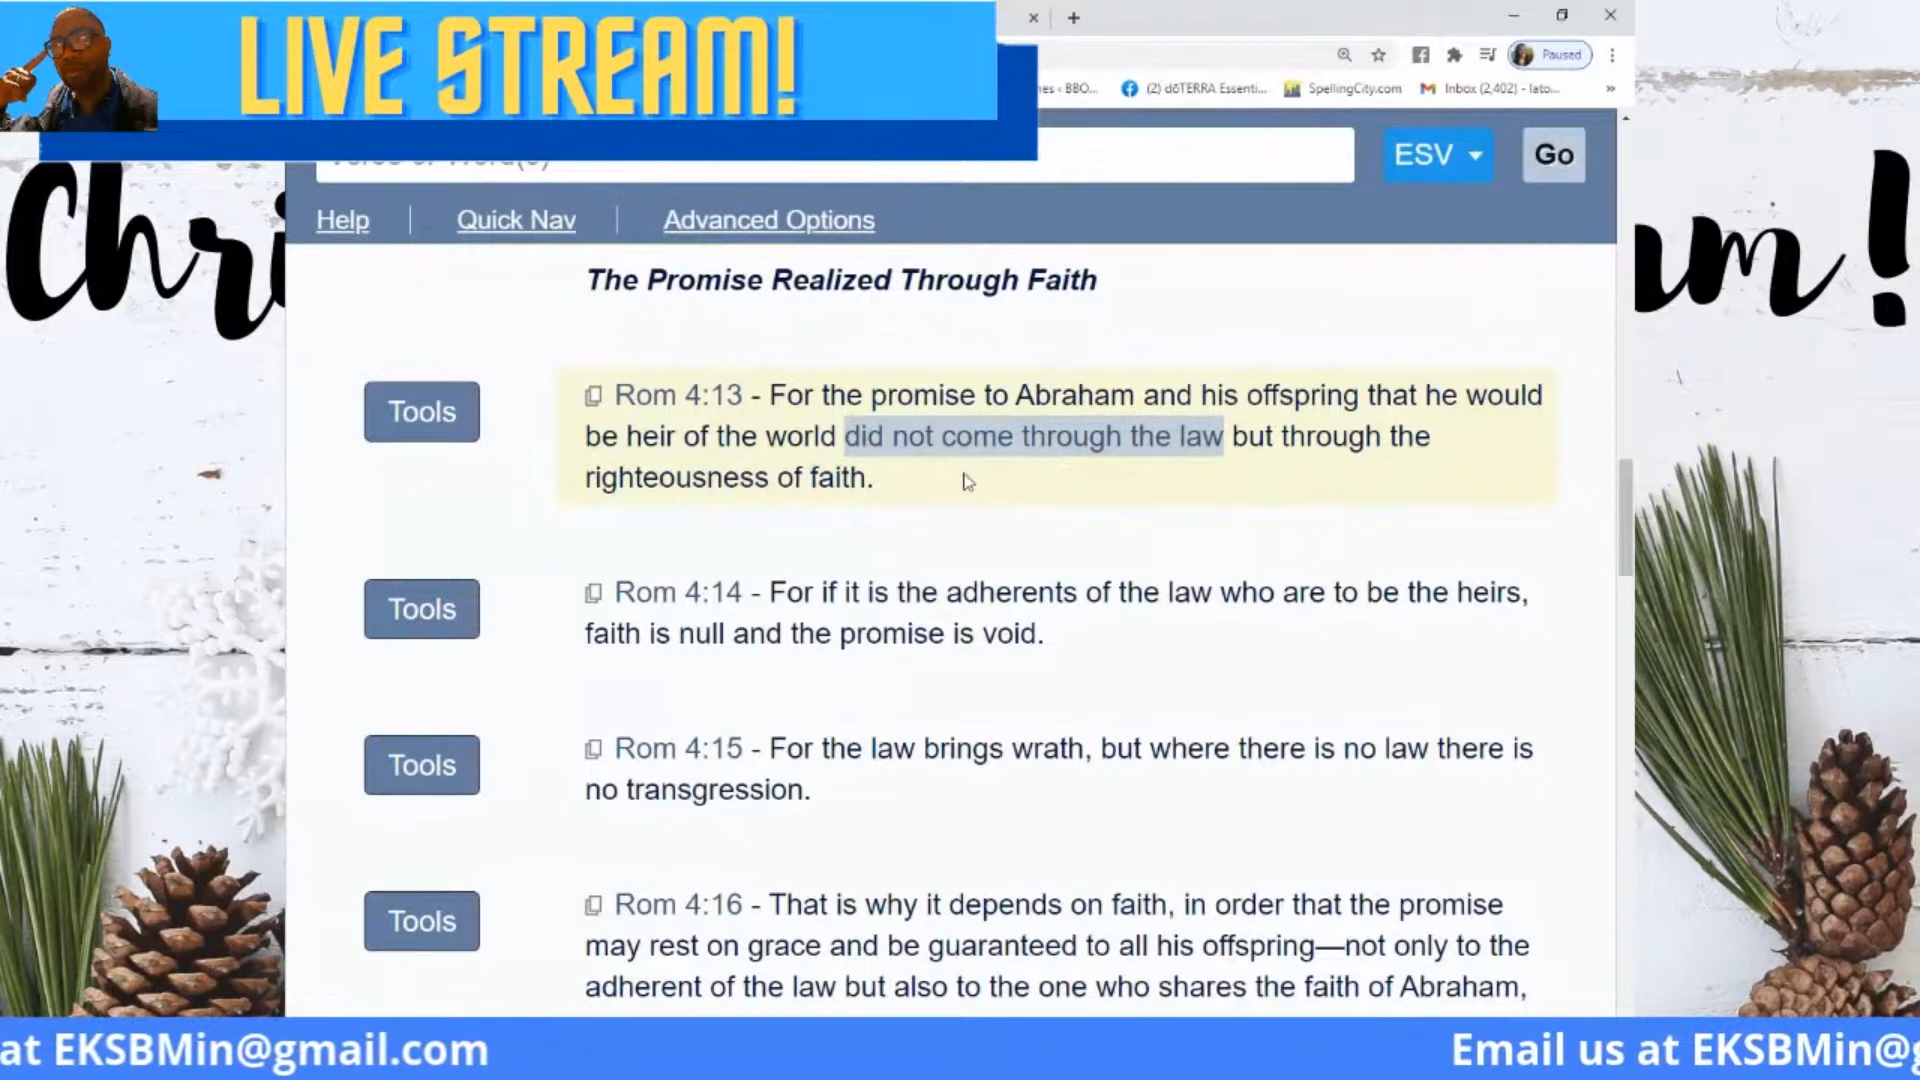 LIVE STREAM!
Paused
nes ‹ BBQ...
(2) dōTERRA Essenti...
SpellingCity.com
Inbox (2,402) - lato...
»
ESV
Go
Help | Quick Nav | Advanced Options
Chri
am!
The Promise Realized Through Faith
Tools
Rom 4:13 - For the promise to Abraham and his offspring that he would
be heir of the world did not come through the law but through the
righteousness of faith.
Tools
Rom 4:14 - For if it is the adherents of the law who are to be the heirs,
faith is null and the promise is void.
Tools
Rom 4:15 - For the law brings wrath, but where there is no law there is
no transgression.
Tools
Rom 4:16 - That is why it depends on faith, in order that the promise
may rest on grace and be guaranteed to all his offspring—not only to the
adherent of the law but also to the one who shares the faith of Abraham,
at EKSBMin@gmail.com
Email us at EKSBMin@g